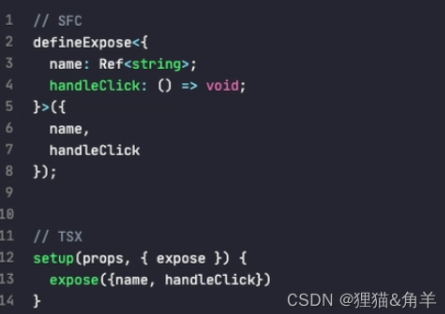 1 // SFC
2 defineExpose<{
3   name: Ref<string>;
4   handleClick: () => void;
5 }>({
6   name,
7   handleClick
8 });
9
10
11 // TSX
12 setup(props, { expose }) {
13   expose({name, handleClick})
14 }
CSDN @狸猫&角羊